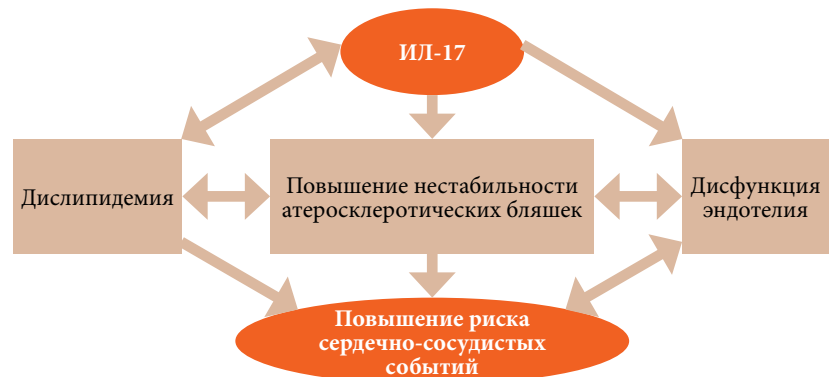 ИЛ-17
Дислипидемия
Повышение нестабильности
атеросклеротических бляшек
Дисфункция
эндотелия
Повышение риска
сердечно-сосудистых
событий